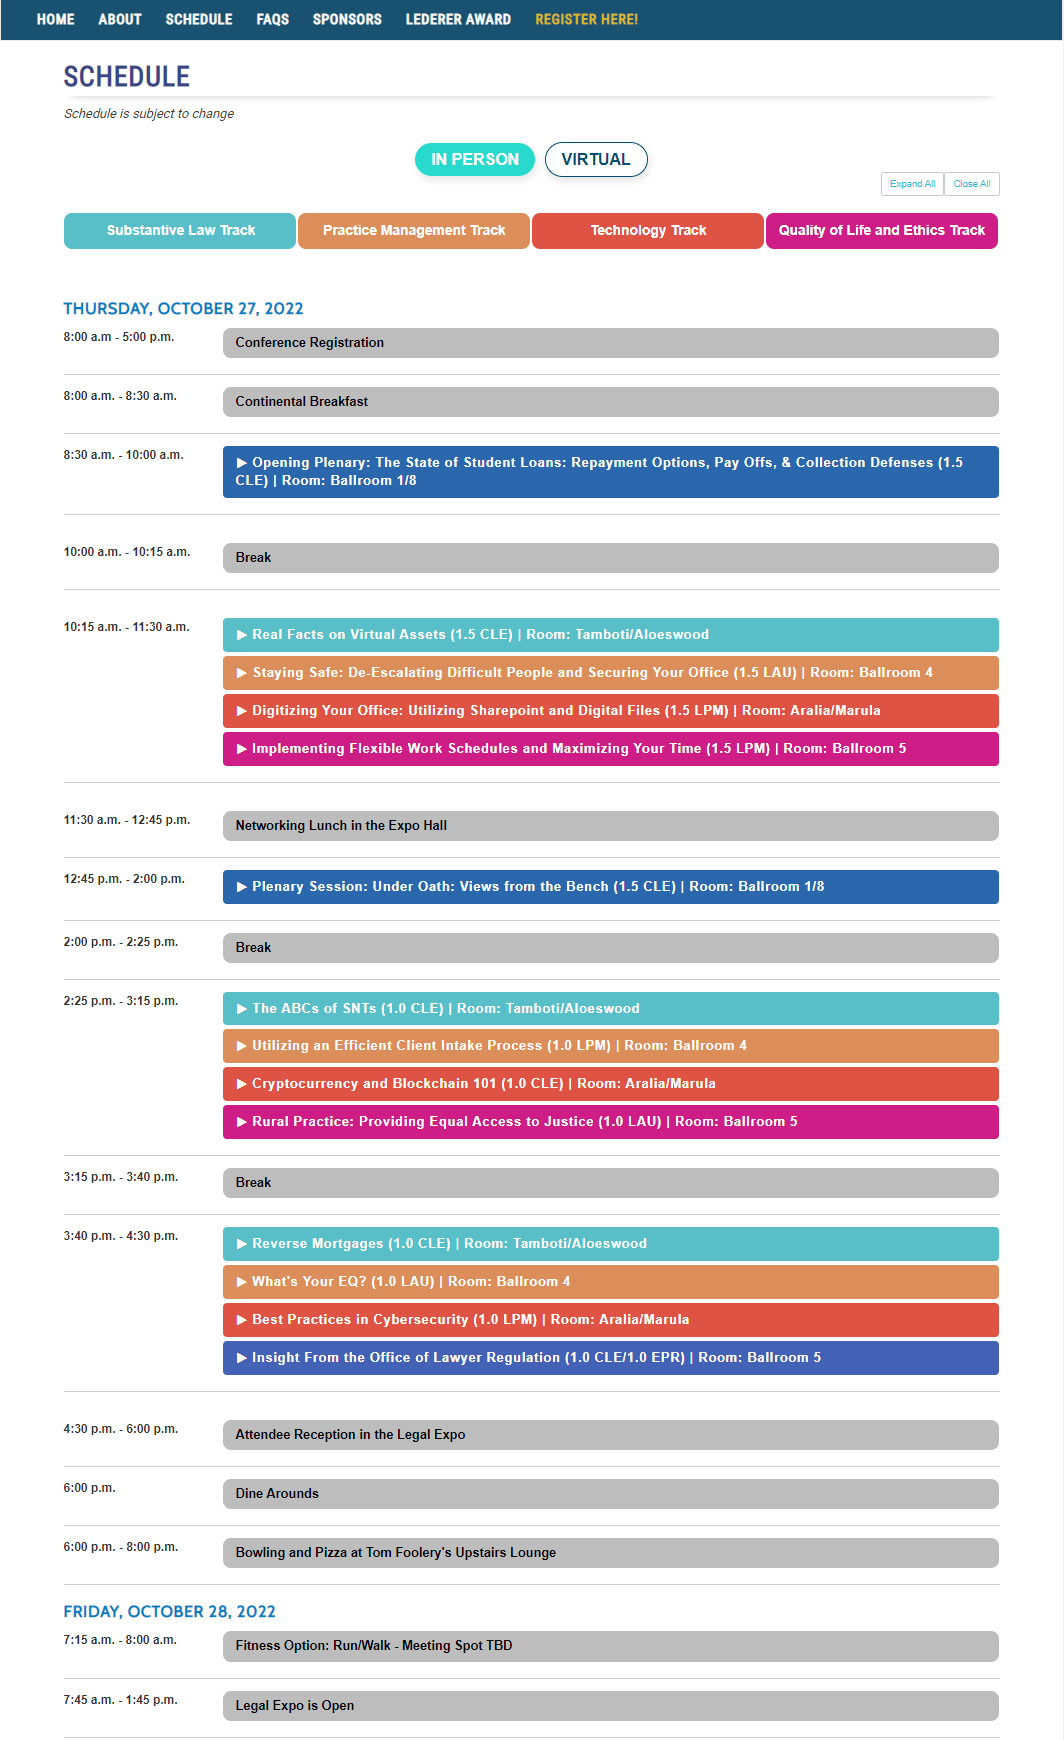 HOME ABOUT SCHEDULE FAQS SPONSORS LEDERER AWARD REGISTER HERE!
SCHEDULE
Schedule is subject to change
IN PERSON VIRTUAL
Expand All Close All
Substantive Law Track Practice Management Track Technology Track Quality of Life and Ethics Track
THURSDAY, OCTOBER 27, 2022
8:00 a.m - 5:00 p.m. Conference Registration
8:00 a.m. - 8:30 a.m. Continental Breakfast
8:30 a.m. - 10:00 a.m. ▶ Opening Plenary: The State of Student Loans: Repayment Options, Pay Offs, & Collection Defenses (1.5
CLE) | Room: Ballroom 1/8
10:00 a.m. - 10:15 a.m. Break
10:15 a.m. - 11:30 a.m. ▶ Real Facts on Virtual Assets (1.5 CLE) | Room: Tamboti/Aloeswood
▶ Staying Safe: De-Escalating Difficult People and Securing Your Office (1.5 LAU) | Room: Ballroom 4
▶ Digitizing Your Office: Utilizing Sharepoint and Digital Files (1.5 LPM) | Room: Aralia/Marula
▶ Implementing Flexible Work Schedules and Maximizing Your Time (1.5 LPM) | Room: Ballroom 5
11:30 a.m. - 12:45 p.m. Networking Lunch in the Expo Hall
12:45 p.m. - 2:00 p.m. ▶ Plenary Session: Under Oath: Views from the Bench (1.5 CLE) | Room: Ballroom 1/8
2:00 p.m. - 2:25 p.m. Break
2:25 p.m. - 3:15 p.m. ▶ The ABCs of SNTs (1.0 CLE) | Room: Tamboti/Aloeswood
▶ Utilizing an Efficient Client Intake Process (1.0 LPM) | Room: Ballroom 4
▶ Cryptocurrency and Blockchain 101 (1.0 CLE) | Room: Aralia/Marula
▶ Rural Practice: Providing Equal Access to Justice (1.0 LAU) | Room: Ballroom 5
3:15 p.m. - 3:40 p.m. Break
3:40 p.m. - 4:30 p.m. ▶ Reverse Mortgages (1.0 CLE) | Room: Tamboti/Aloeswood
▶ What's Your EQ? (1.0 LAU) | Room: Ballroom 4
▶ Best Practices in Cybersecurity (1.0 LPM) | Room: Aralia/Marula
▶ Insight From the Office of Lawyer Regulation (1.0 CLE/1.0 EPR) | Room: Ballroom 5
4:30 p.m. - 6:00 p.m. Attendee Reception in the Legal Expo
6:00 p.m. Dine Arounds
6:00 p.m. - 8:00 p.m. Bowling and Pizza at Tom Foolery's Upstairs Lounge
FRIDAY, OCTOBER 28, 2022
7:15 a.m. - 8:00 a.m. Fitness Option: Run/Walk - Meeting Spot TBD
7:45 a.m. - 1:45 p.m. Legal Expo is Open